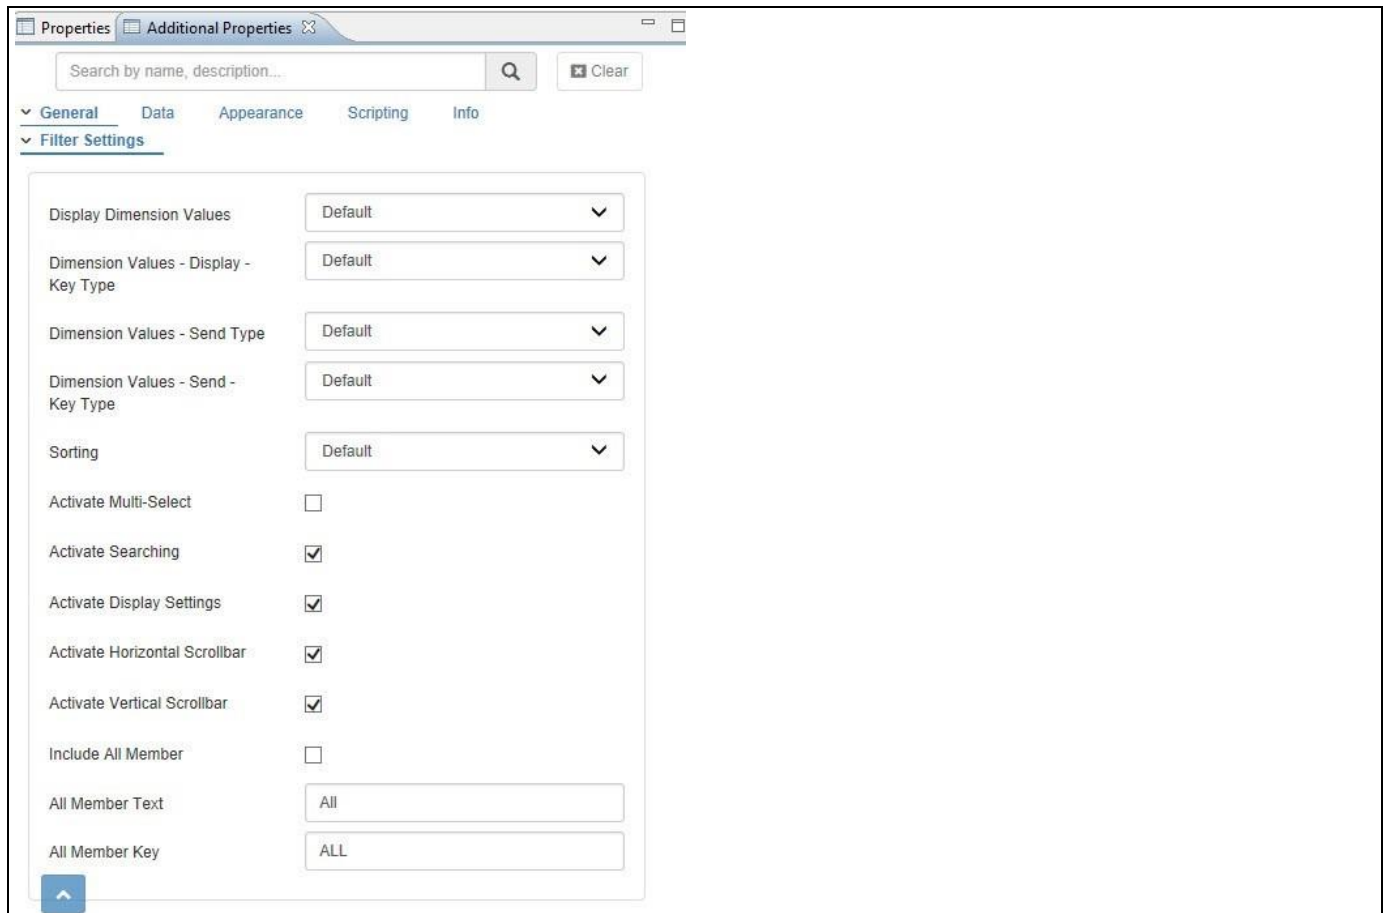 Properties Additional Properties
Search by name, description... Clear
General Data Appearance Scripting Info
Filter Settings
Display Dimension Values Default
Dimension Values - Display - Default
Key Type
Dimension Values - Send Type Default
Dimension Values - Send - Default
Key Type
Sorting Default
Activate Multi-Select
Activate Searching
Activate Display Settings
Activate Horizontal Scrollbar
Activate Vertical Scrollbar
Include All Member
All Member Text All
All Member Key ALL